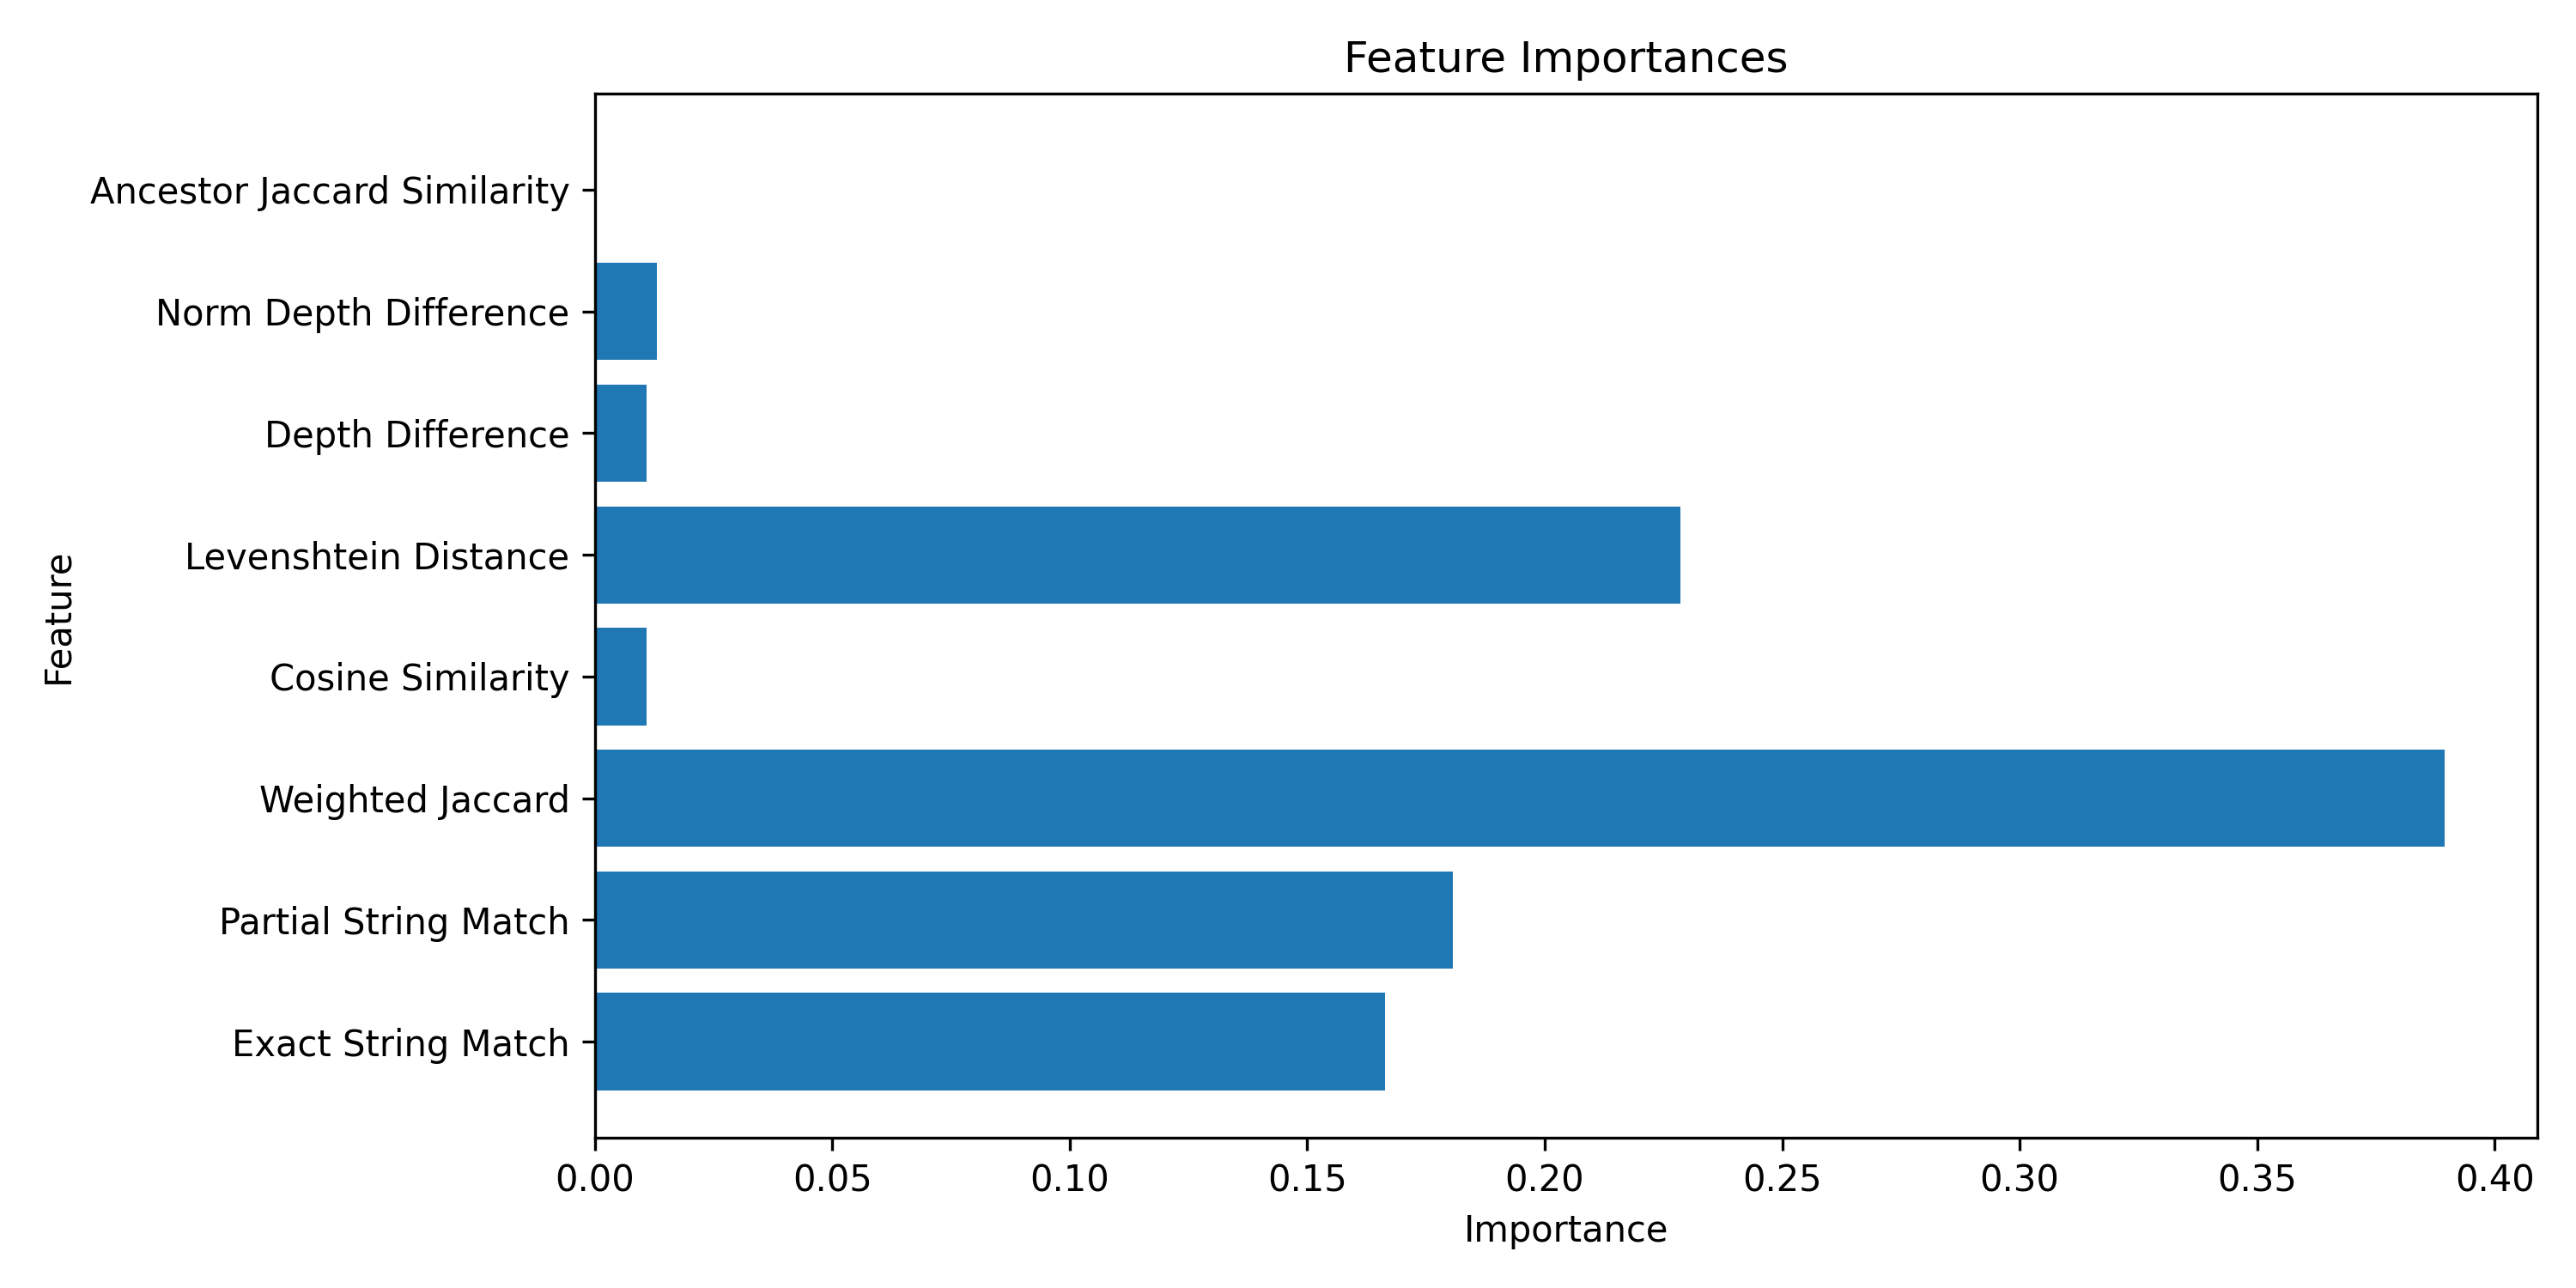 Feature Importances
Ancestor Jaccard Similarity
Norm Depth Difference
Depth Difference
Levenshtein Distance
Cosine Similarity
Weighted Jaccard
Partial String Match
Exact String Match
Feature
0.00 0.05 0.10 0.15 0.20 0.25 0.30 0.35 0.40
Importance